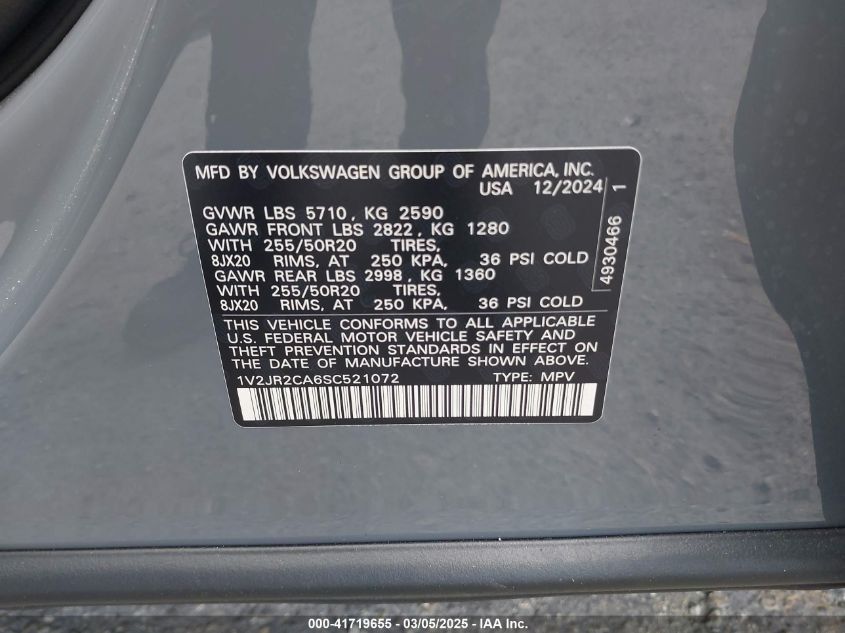 MFD BY VOLKSWAGEN GROUP OF AMERICA, INC.
USA 12/2024
GVWR LBS 5710, KG 2590
GAWR FRONT LBS 2822, KG 1280
WITH 255/50R20 TIRES,
8JX20 RIMS, AT 250 KPA, 36 PSI COLD
GAWR REAR LBS 2998, KG 1360
WITH 255/50R20 TIRES,
8JX20 RIMS, AT 250 KPA, 36 PSI COLD
THIS VEHICLE CONFORMS TO ALL APPLICABLE
U.S. FEDERAL MOTOR VEHICLE SAFETY AND
THEFT PREVENTION STANDARDS IN EFFECT ON
THE DATE OF MANUFACTURE SHOWN ABOVE.
1V2JR2CA6SC521072 TYPE: MPV
4930466 1
000-41719655 - 03/05/2025 - IAA Inc.